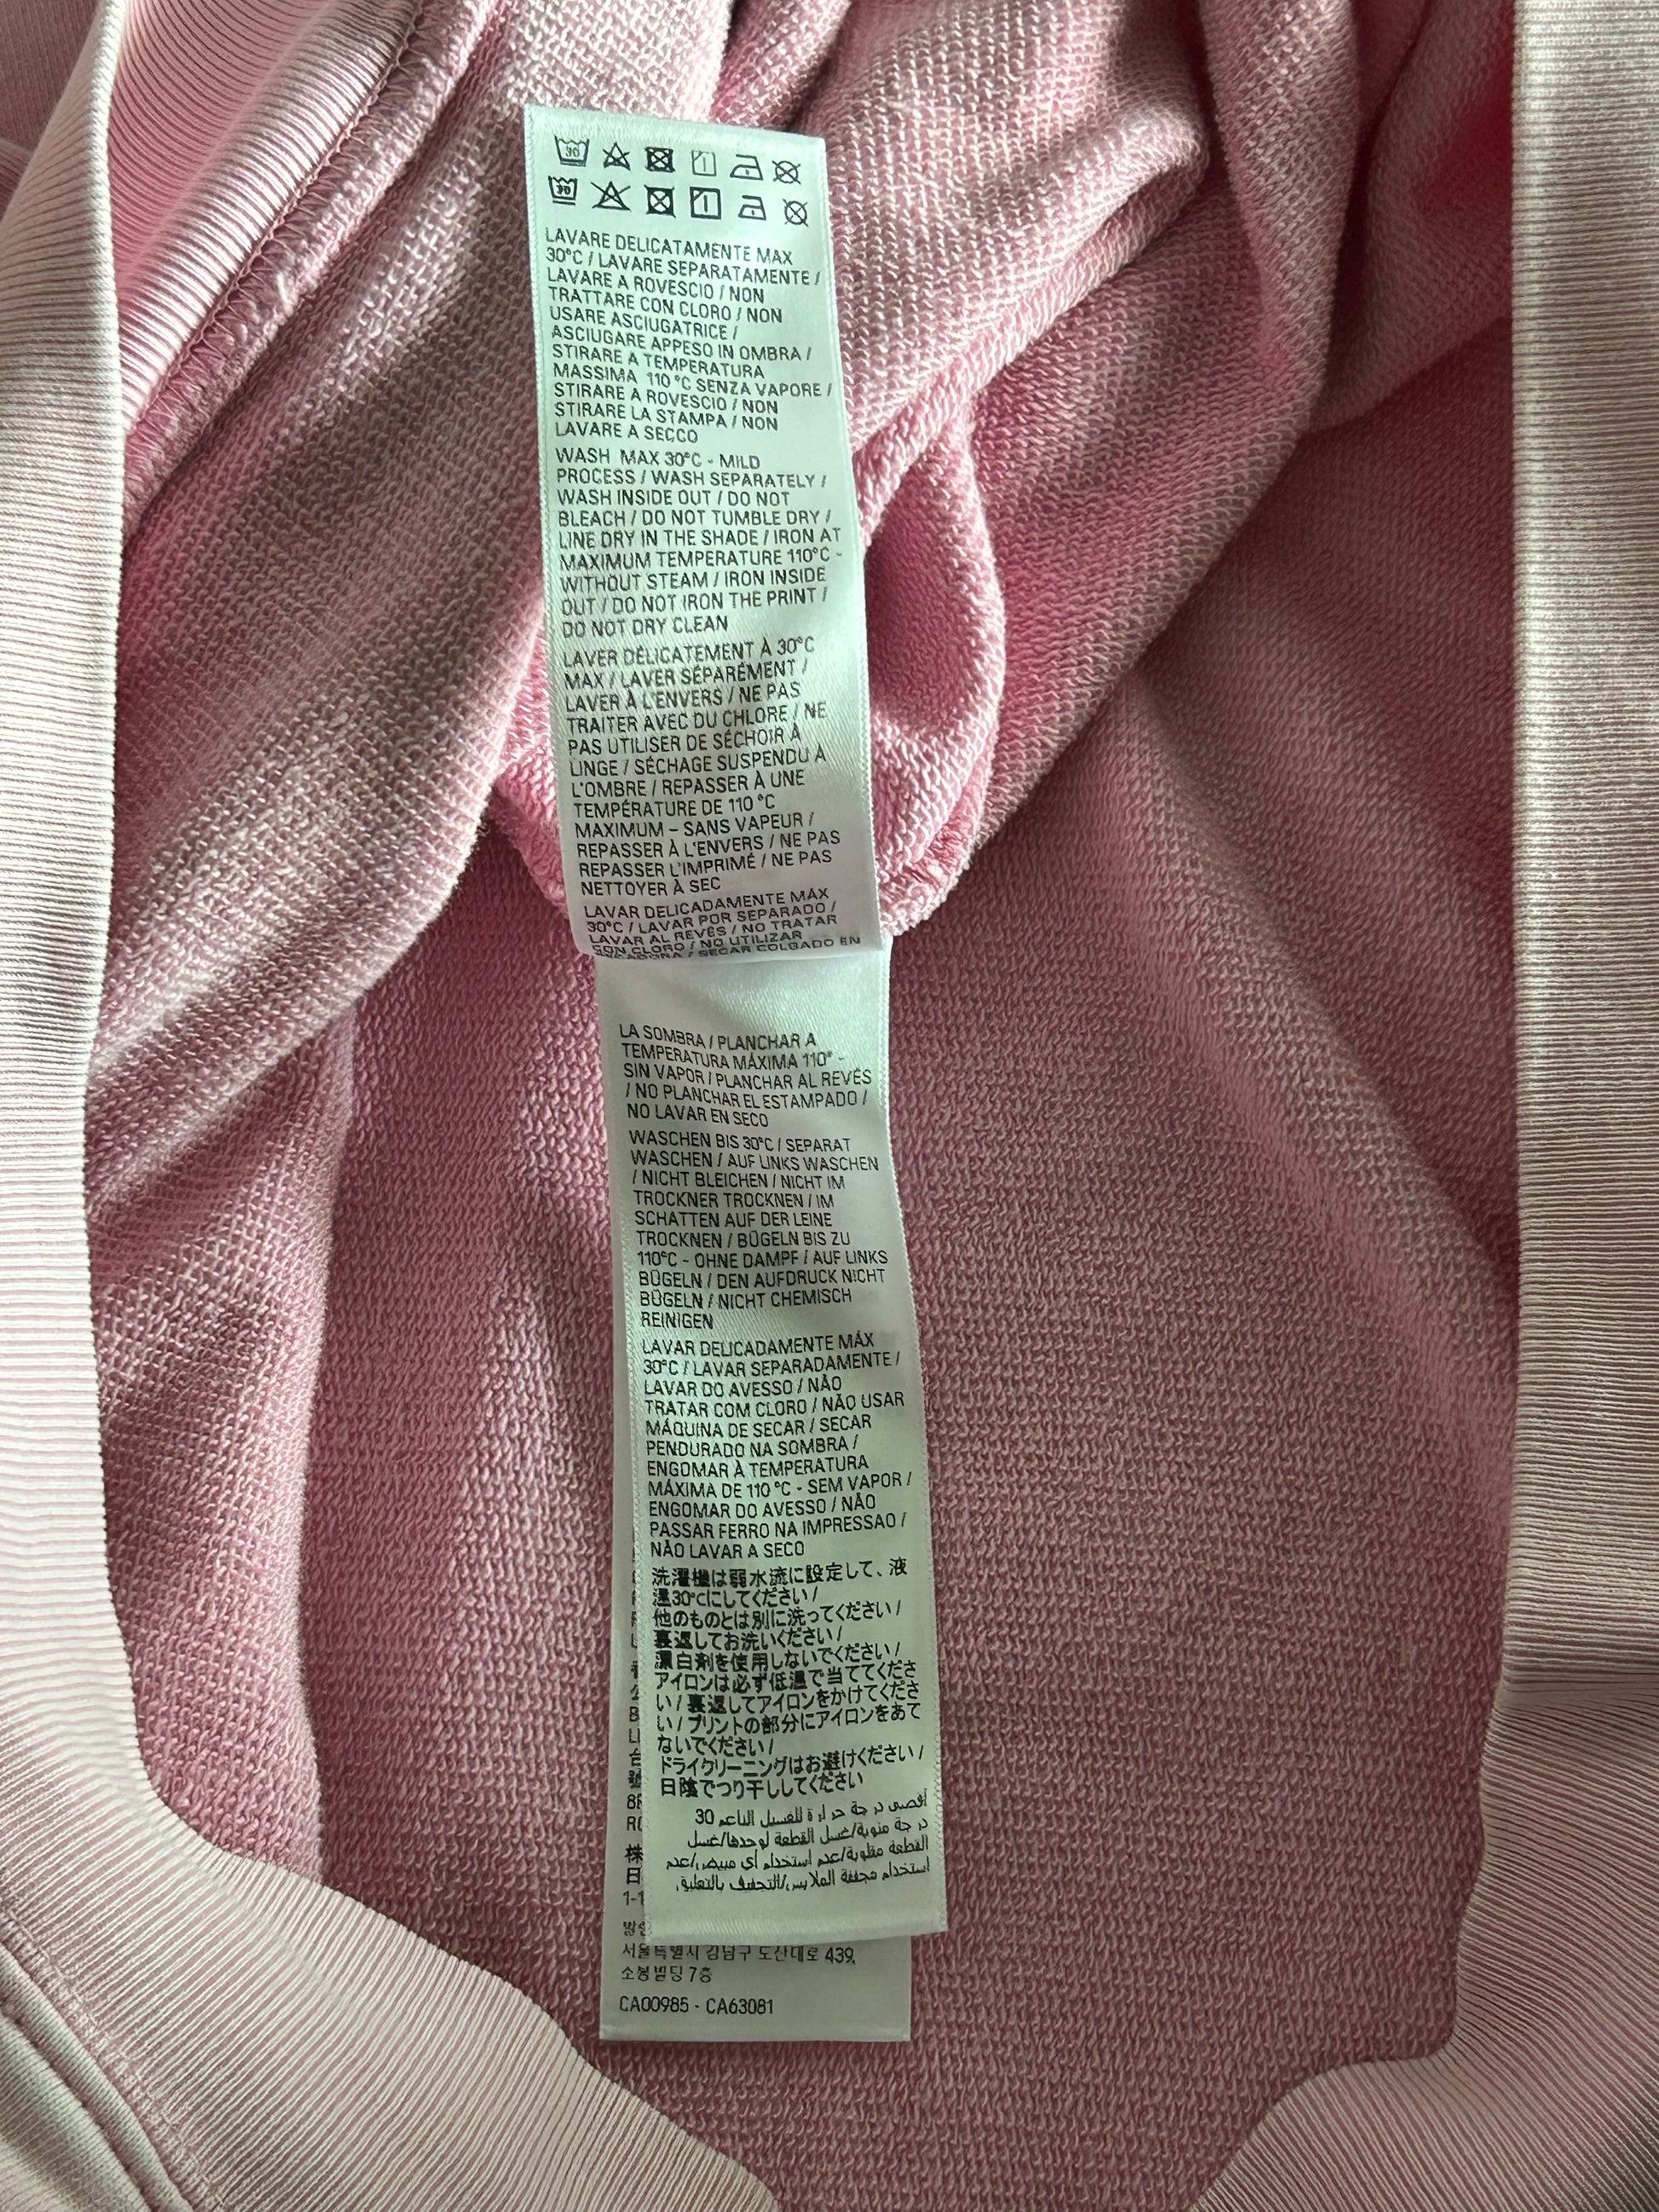 30
30
LAVARE DELICATAMENTE MAX
30°C / LAVARE SEPARATAMENTE /
LAVARE A ROVESCIO / NON
TRATTARE CON CLORO / NON
USARE ASCIUGATRICE /
ASCIUGARE APPESO IN OMBRA /
STIRARE A TEMPERATURA
MASSIMA 110 °C SENZA VAPORE /
STIRARE A ROVESCIO / NON
STIRARE LA STAMPA / NON
LAVARE A SECCO
WASH MAX 30°C - MILD
PROCESS / WASH SEPARATELY /
WASH INSIDE OUT / DO NOT
BLEACH / DO NOT TUMBLE DRY /
LINE DRY IN THE SHADE / IRON AT
MAXIMUM TEMPERATURE 110°C -
WITHOUT STEAM / IRON INSIDE
OUT / DO NOT IRON THE PRINT /
DO NOT DRY CLEAN
LAVER DÉLICATEMENT À 30°C
MAX / LAVER SÉPARÉMENT /
LAVER À L'ENVERS / NE PAS
TRAITER AVEC DU CHLORE / NE
PAS UTILISER DE SÉCHOIR À
LINGE / SÉCHAGE SUSPENDU À
L'OMBRE / REPASSER À UNE
TEMPÉRATURE DE 110 °C
MAXIMUM – SANS VAPEUR /
REPASSER À L'ENVERS / NE PAS
REPASSER L'IMPRIMÉ / NE PAS
NETTOYER À SEC
LAVAR DELICADAMENTE MÁX
30°C / LAVAR POR SEPARADO /
LAVAR AL REVÉS / NO TRATAR
CON CLORO / NO UTILIZAR
/ SECAR COLGADO EN
LA SOMBRA / PLANCHAR A
TEMPERATURA MÁXIMA 110° -
SIN VAPOR / PLANCHAR AL REVÉS
/ NO PLANCHAR EL ESTAMPADO /
NO LAVAR EN SECO
WASCHEN BIS 30°C / SEPARAT
WASCHEN / AUF LINKS WASCHEN
/ NICHT BLEICHEN / NICHT IM
TROCKNER TROCKNEN / IM
SCHATTEN AUF DER LEINE
TROCKNEN / BÜGELN BIS ZU
110°C - OHNE DAMPF / AUF LINKS
BÜGELN / DEN AUFDRUCK NICHT
BÜGELN / NICHT CHEMISCH
REINIGEN
LAVAR DELICADAMENTE MÁX
30°C / LAVAR SEPARADAMENTE /
LAVAR DO AVESSO / NÃO
TRATAR COM CLORO / NÃO USAR
MÁQUINA DE SECAR / SECAR
PENDURADO NA SOMBRA /
ENGOMAR À TEMPERATURA
MÁXIMA DE 110 °C - SEM VAPOR /
ENGOMAR DO AVESSO / NÃO
PASSAR FERRO NA IMPRESSAO /
NÃO LAVAR A SECO
洗濯機は弱水流に設定して、液
温30℃にしてください/
他のものとは別に洗ってください/
裏返してお洗いください/
漂白剤を使用しないでください/
アイロンは必ず低温で当ててくださ
い/裏返してアイロンをかけてくださ
い/プリントの部分にアイロンをあて
ないでください/
ドライクリーニングはお避けください/
日陰でつり干ししてください
أقصى درجة حرارة للغسيل الناعم 30
درجة مئوية/غسل القطعة لوحدها/غسل
القطعة مقلوبة/عدم استخدام أي مبيض/عدم
استخدام مجففة الملابس/التجفيف بالتعليق
서울특별시 강남구 도산대로 439,
소봉빌딩 7층
CA00985 - CA63081